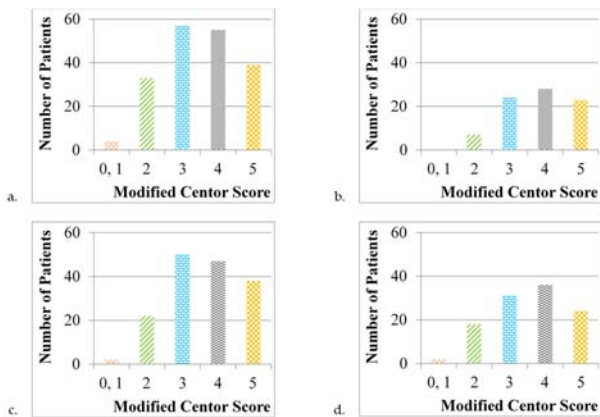 Number of Patients
60
40
20
0
0, 1 2 3 4 5
Modified Centor Score
a.
Number of Patients
60
40
20
0
0, 1 2 3 4 5
Modified Centor Score
b.
Number of Patients
60
40
20
0
0, 1 2 3 4 5
Modified Centor Score
c.
Number of Patients
60
40
20
0
0, 1 2 3 4 5
Modified Centor Score
d.